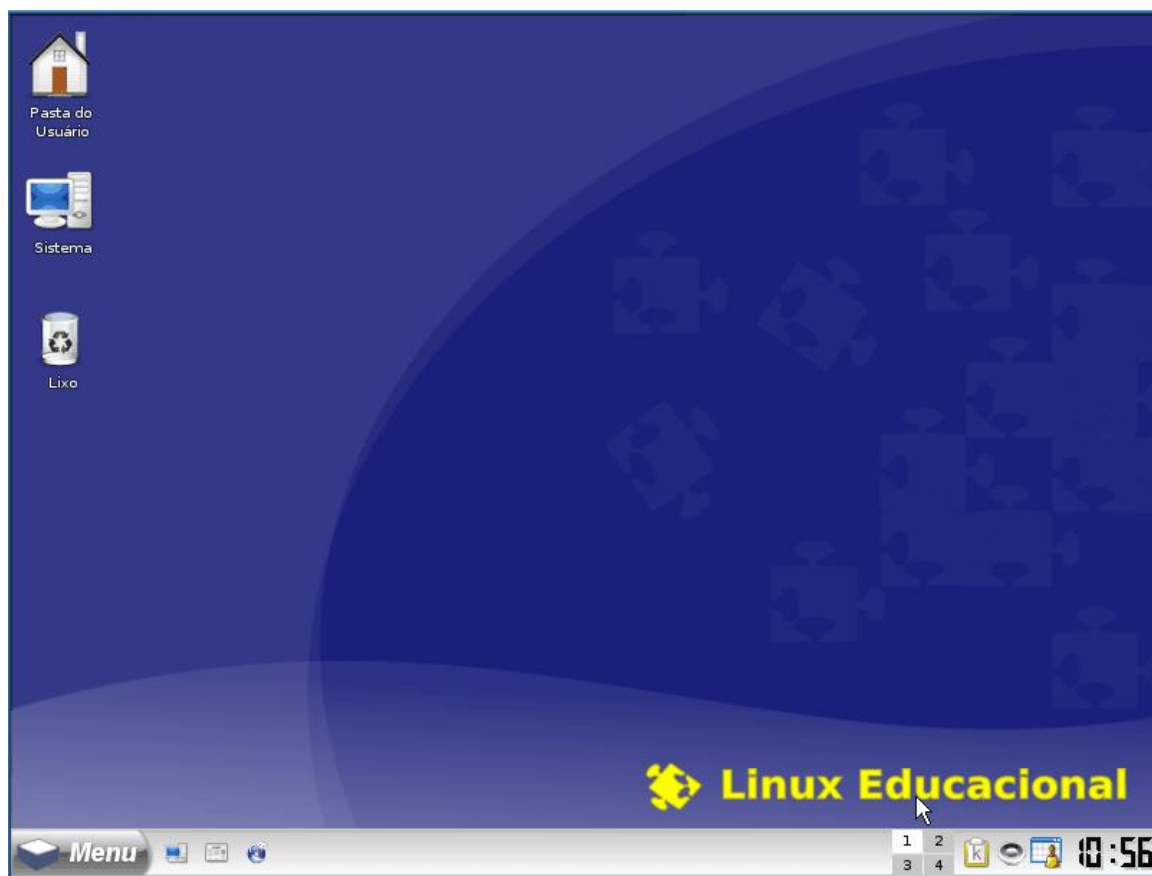 Pasta do
Usuário
Sistema
Lixo
Linux Educacional
Menu
1 2
3 4
10:56